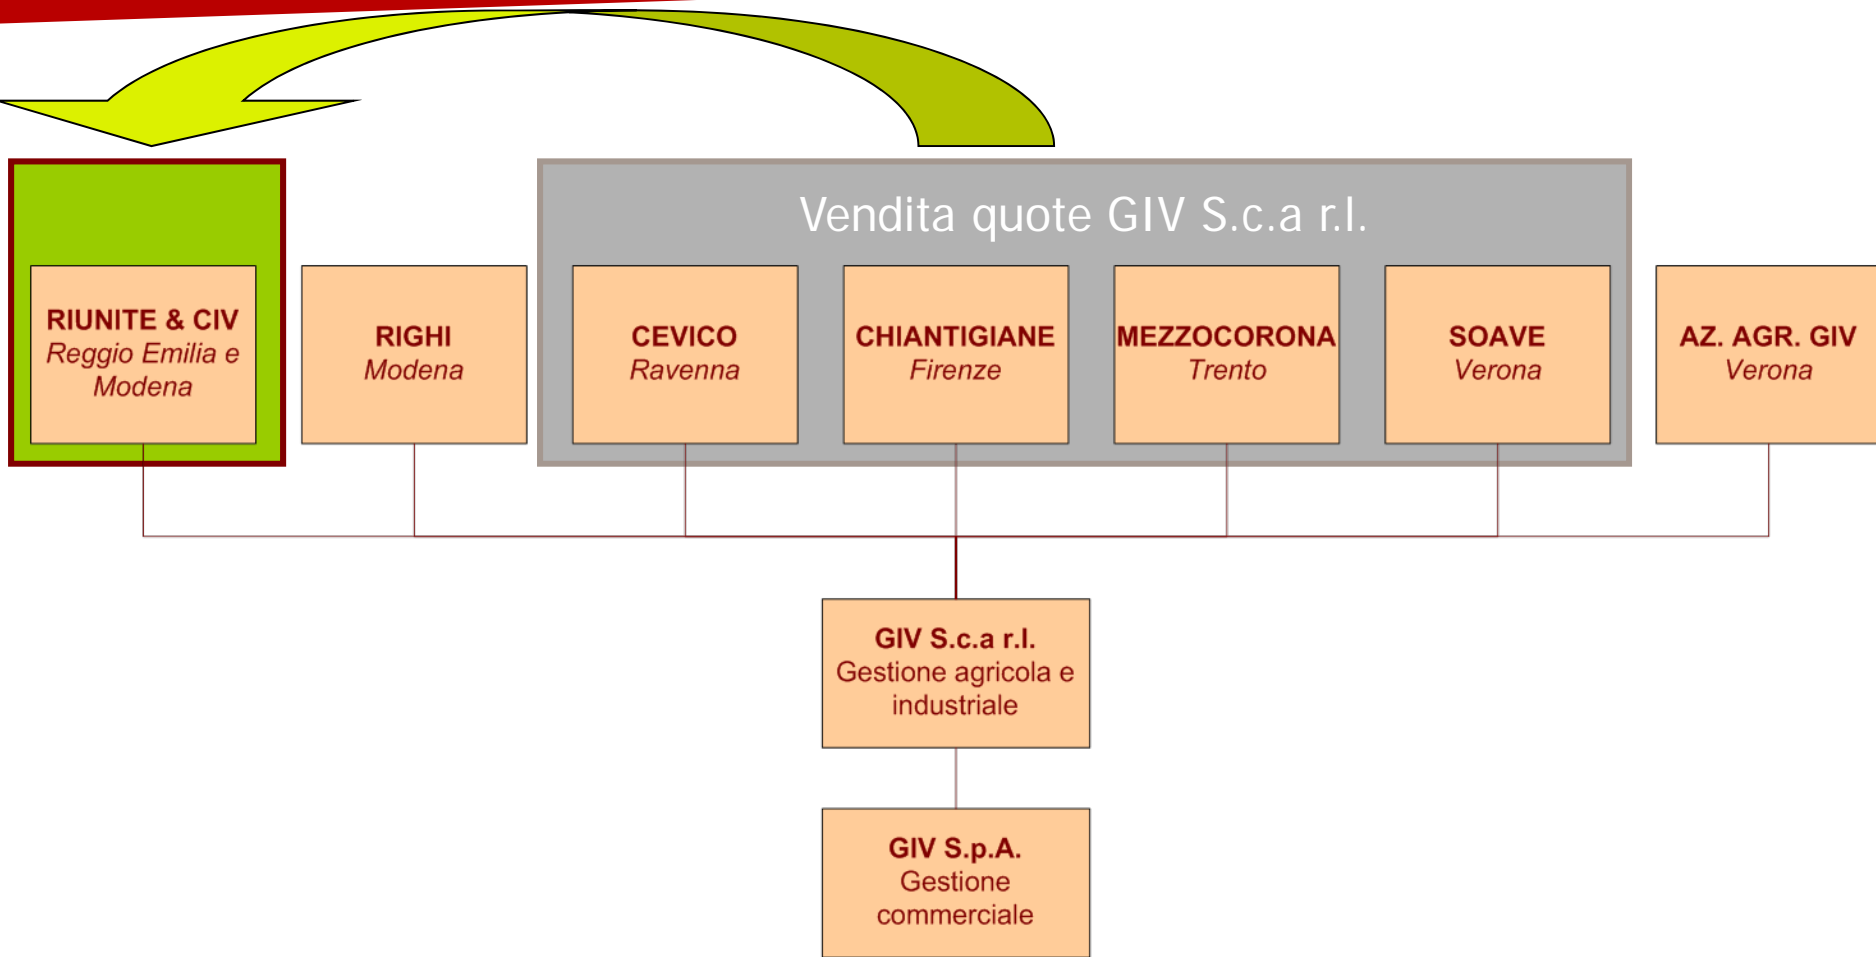 Vendita quote GIV S.c.a r.l.
RIUNITE & CIV
Reggio Emilia e
Modena
RIGHI
Modena
CEVICO
Ravenna
CHIANTIGIANE
Firenze
MEZZOCORONA
Trento
SOAVE
Verona
AZ. AGR. GIV
Verona
GIV S.c.a r.l.
Gestione agricola e
industriale
GIV S.p.A.
Gestione
commerciale